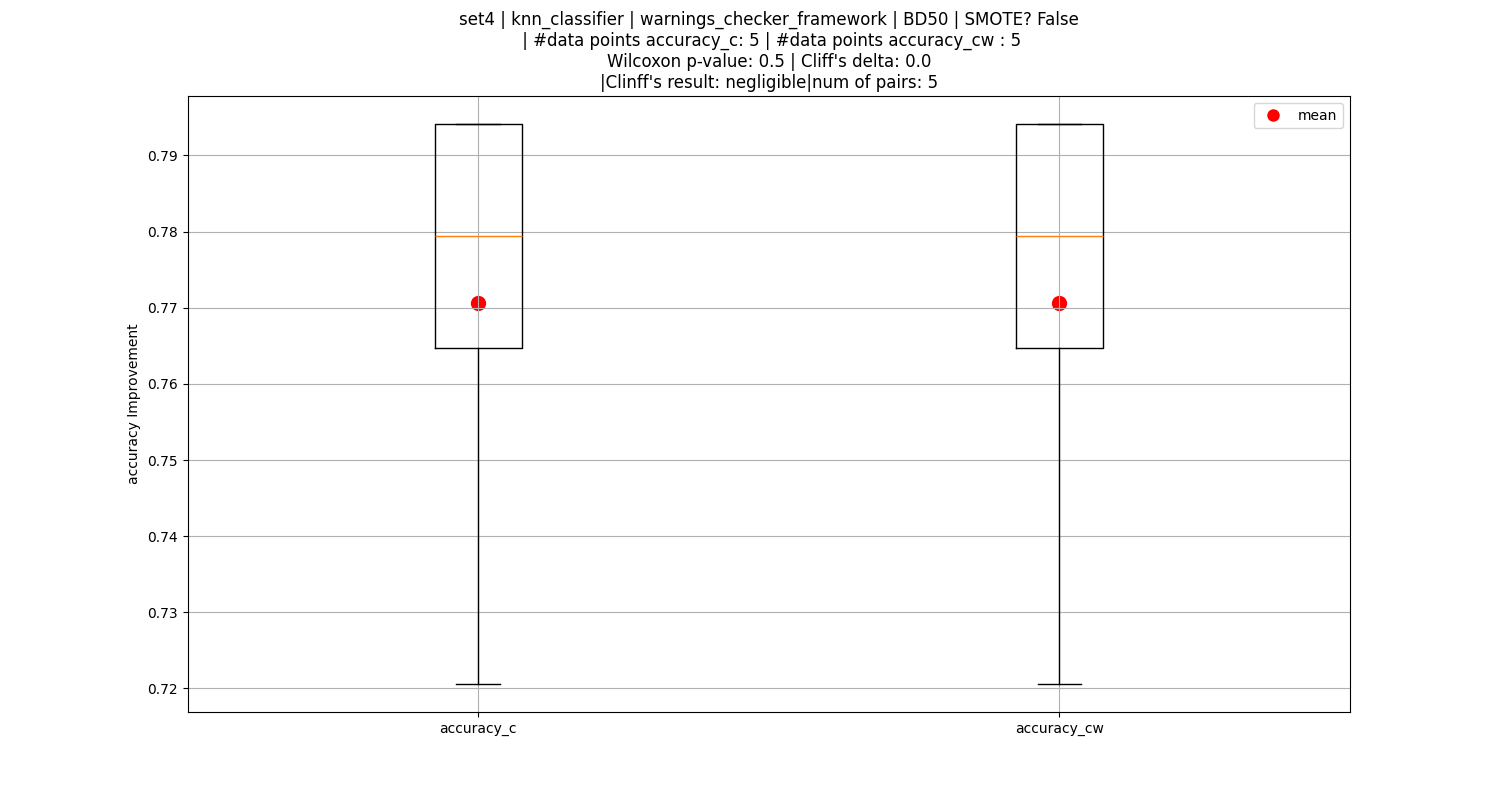 set4 | knn_classifier | warnings_checker_framework | BD50 | SMOTE? False
| #data points accuracy_c: 5 | #data points accuracy_cw : 5
Wilcoxon p-value: 0.5 | Cliff's delta: 0.0
|Clinff's result: negligible|num of pairs: 5
mean
0.79
0.78
0.77
0.76
0.75
0.74
0.73
0.72
accuracy Improvement
accuracy_c
accuracy_cw